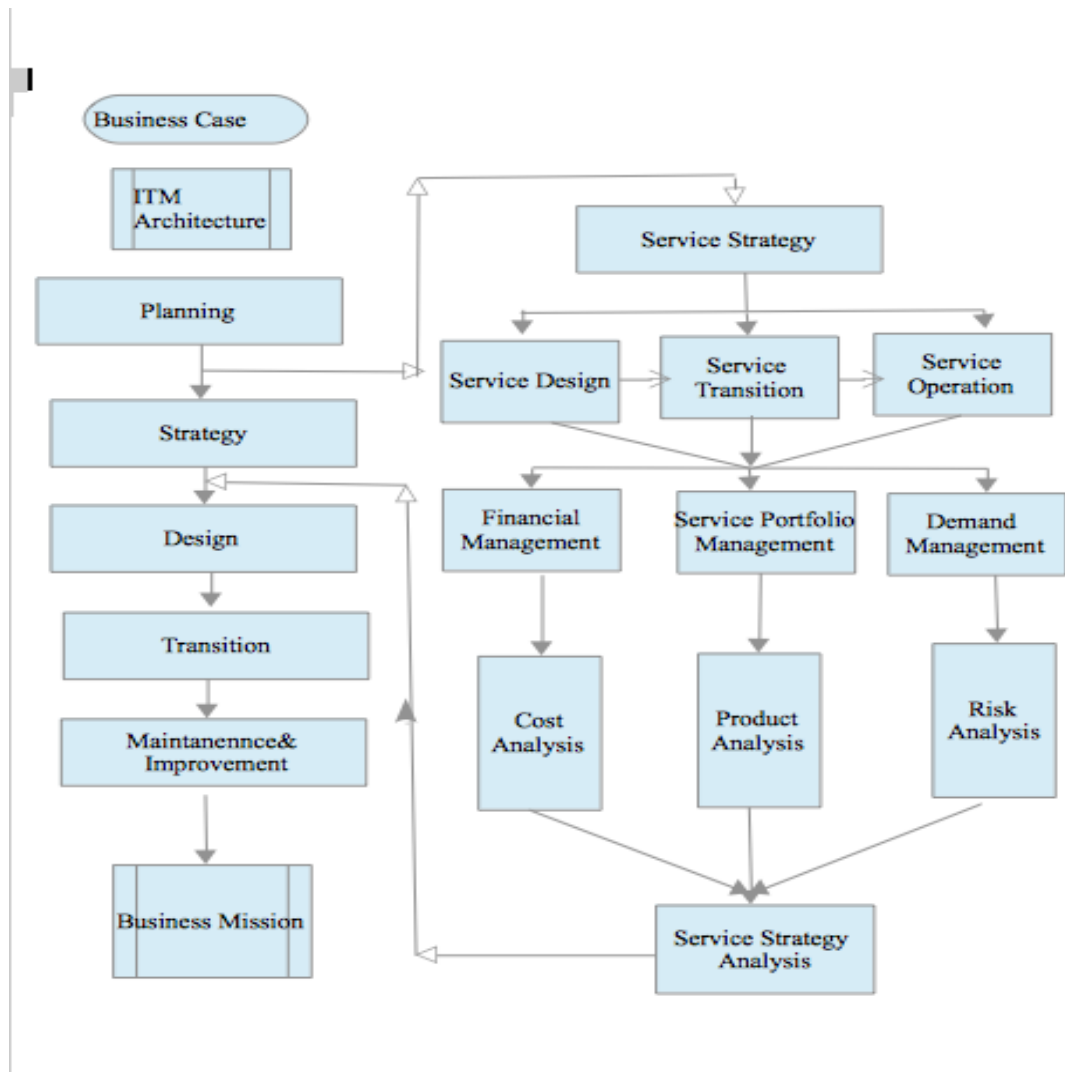 Business Case
ITM
Architecture
Planning
Strategy
Design
Transition
Maintanennce&
Improvement
Business Mission
Service Strategy
Service Design
Service
Transition
Service
Operation
Financial
Management
Service Portfolio
Management
Demand
Management
Cost
Analysis
Product
Analysis
Risk
Analysis
Service Strategy
Analysis